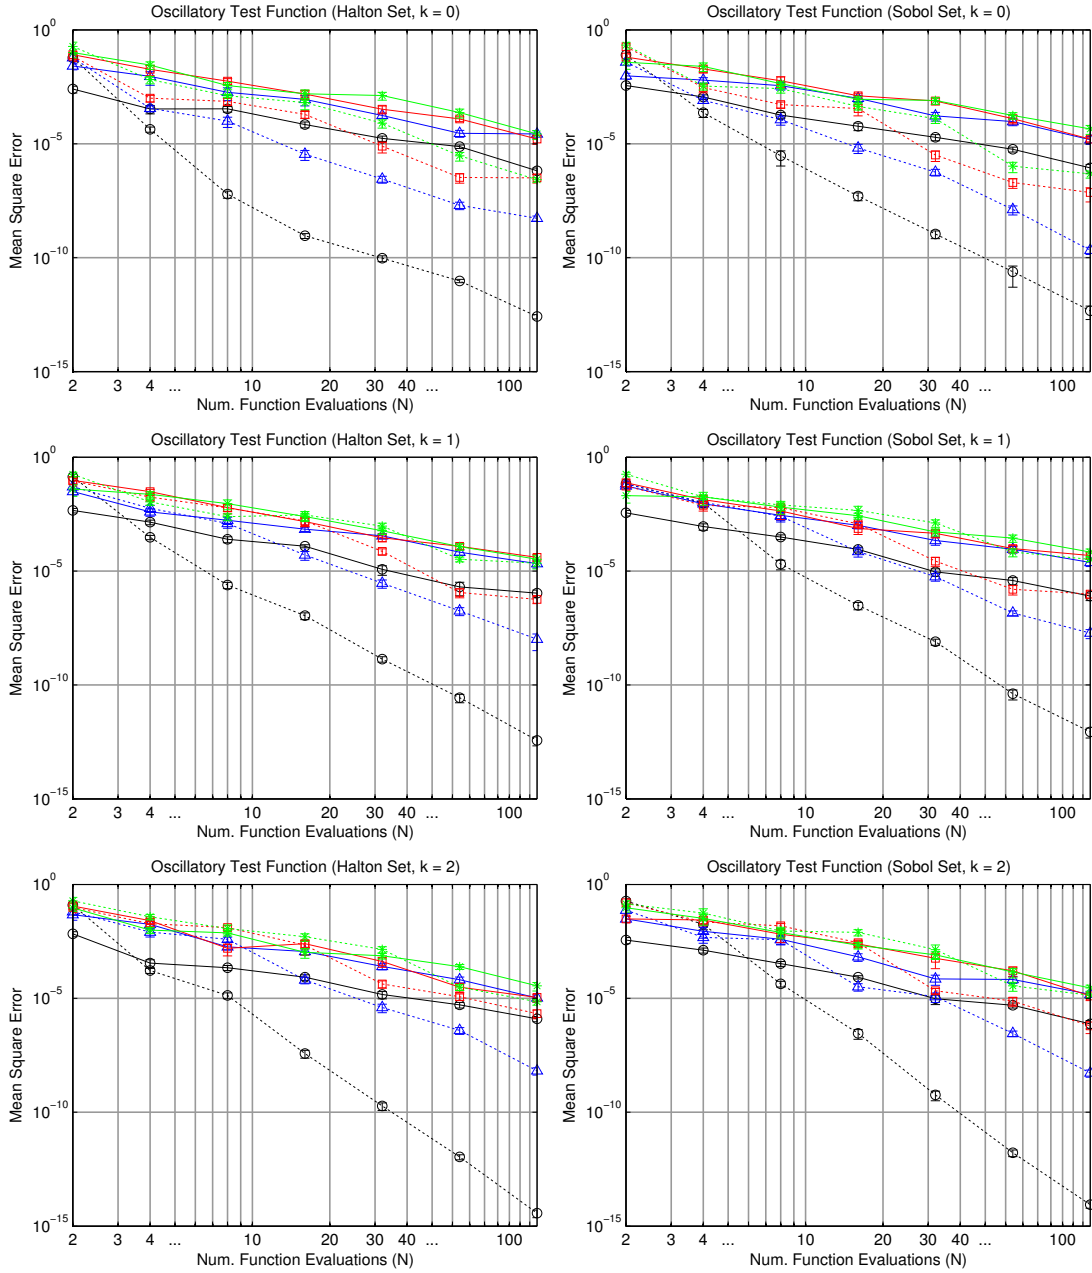 Oscillatory Test Function (Halton Set, k = 0)
10^0
10^-5
10^-10
10^-15
Mean Square Error
2 3 4 ... 10 20 30 40 ... 100
Num. Function Evaluations (N)
Oscillatory Test Function (Sobol Set, k = 0)
10^0
10^-5
10^-10
10^-15
Mean Square Error
2 3 4 ... 10 20 30 40 ... 100
Num. Function Evaluations (N)
Oscillatory Test Function (Halton Set, k = 1)
10^0
10^-5
10^-10
10^-15
Mean Square Error
2 3 4 ... 10 20 30 40 ... 100
Num. Function Evaluations (N)
Oscillatory Test Function (Sobol Set, k = 1)
10^0
10^-5
10^-10
10^-15
Mean Square Error
2 3 4 ... 10 20 30 40 ... 100
Num. Function Evaluations (N)
Oscillatory Test Function (Halton Set, k = 2)
10^0
10^-5
10^-10
10^-15
Mean Square Error
2 3 4 ... 10 20 30 40 ... 100
Num. Function Evaluations (N)
Oscillatory Test Function (Sobol Set, k = 2)
10^0
10^-5
10^-10
10^-15
Mean Square Error
2 3 4 ... 10 20 30 40 ... 100
Num. Function Evaluations (N)